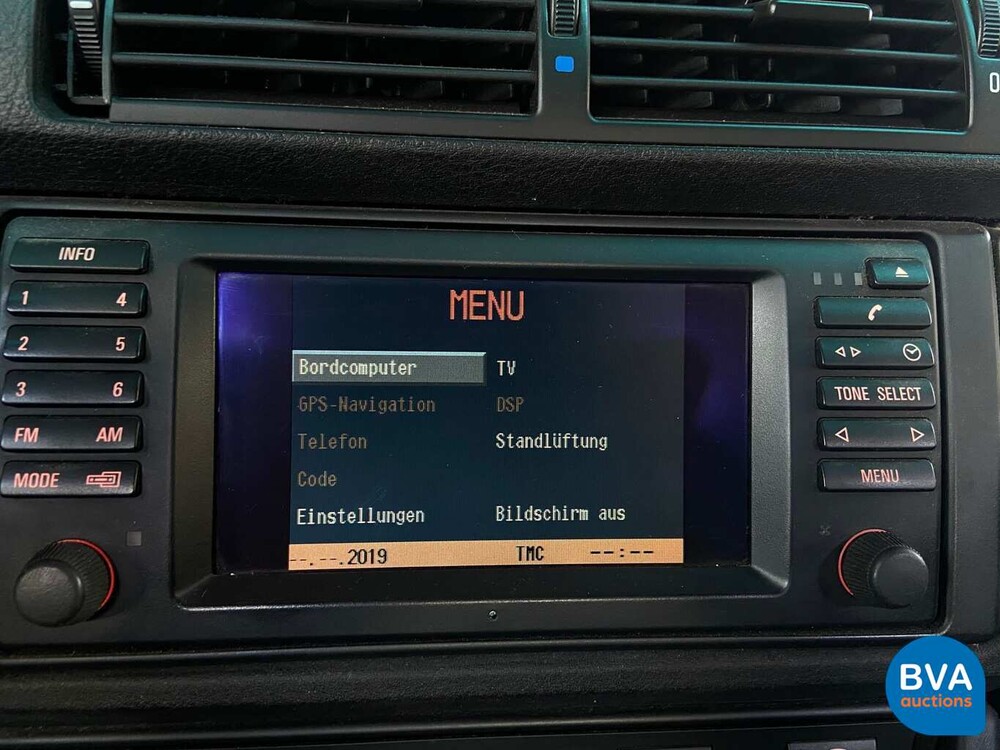 0
INFO
1 4
2 5
3 6
FM AM
MODE
MENU
Bordcomputer TV
GPS-Navigation DSP
Telefon Standlüftung
Code
Einstellungen Bildschirm aus
--.--.2019 TMC --:--
TONE SELECT
MENU
BVA
auctions